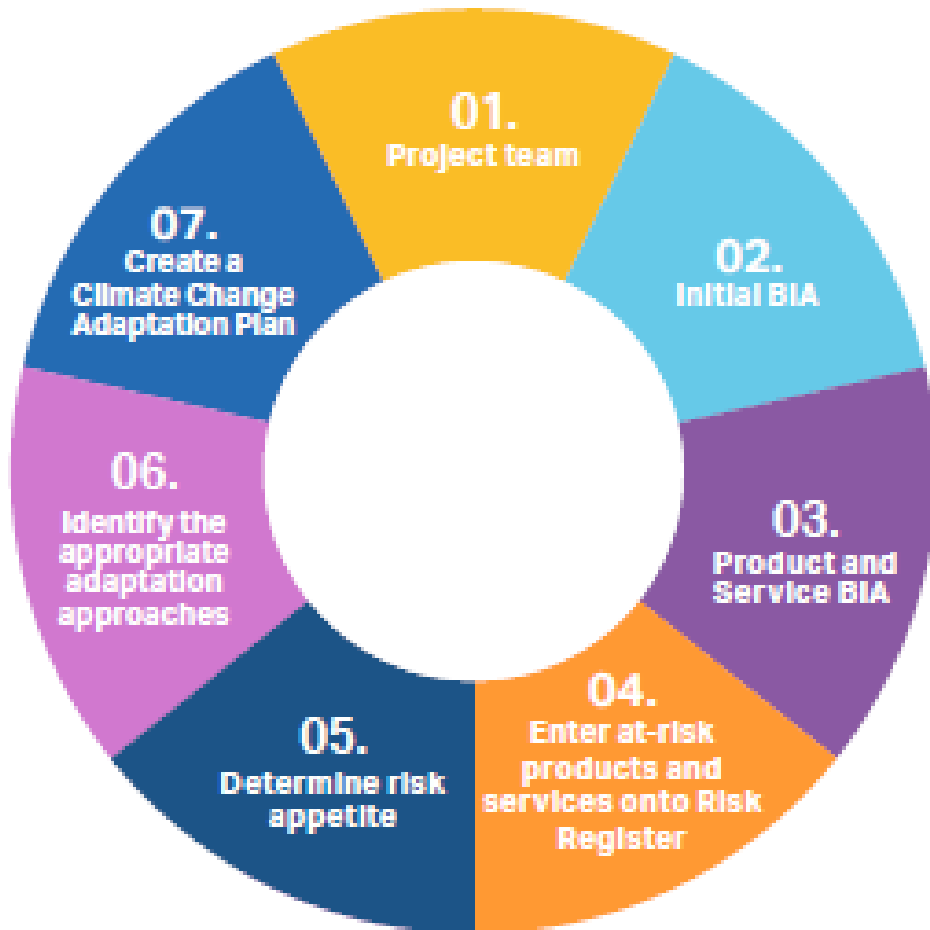 01.
Project team
02.
Initial BIA
03.
Product and
Service BIA
04.
Enter at-risk
products and
services onto Risk
Register
05.
Determine risk
appetite
06.
Identify the
appropriate
adaptation
approaches
07.
Create a
Climate Change
Adaptation Plan